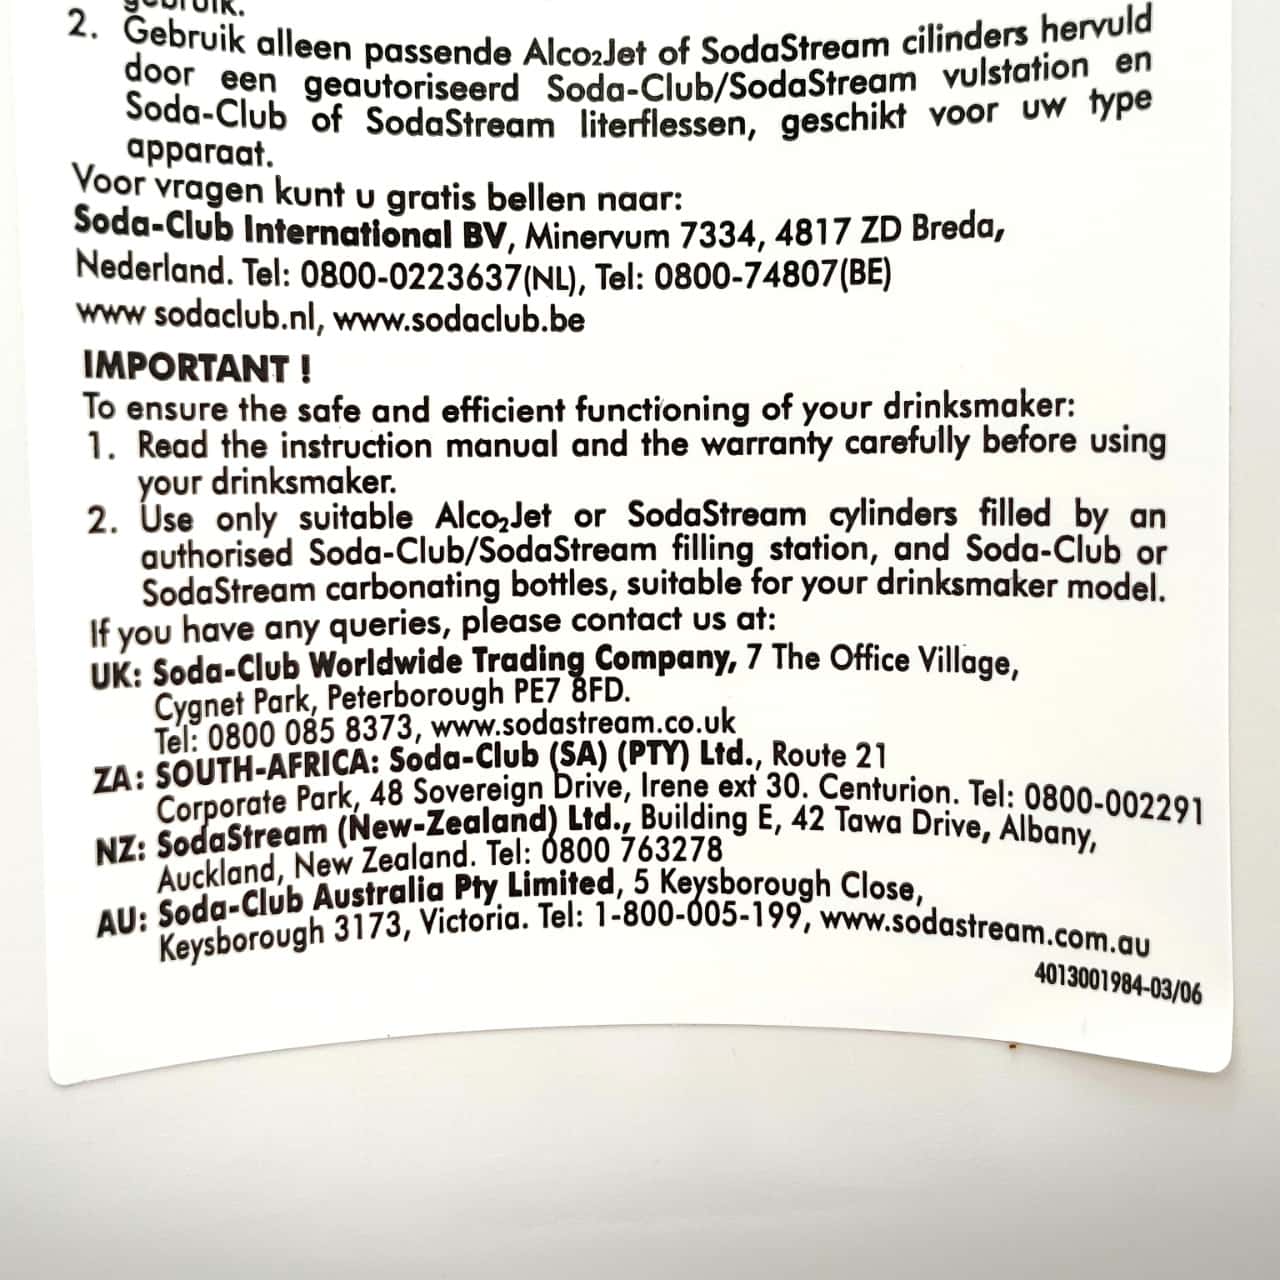 gebruik.
2. Gebruik alleen passende Alco₂Jet of SodaStream cilinders hervuld
door een geautoriseerd Soda-Club/SodaStream vulstation en
Soda-Club of SodaStream literflessen, geschikt voor uw type
apparaat.
Voor vragen kunt u gratis bellen naar:
Soda-Club International BV, Minervum 7334, 4817 ZD Breda,
Nederland. Tel: 0800-0223637(NL), Tel: 0800-74807(BE)
www sodaclub.nl, www.sodaclub.be
IMPORTANT !
To ensure the safe and efficient functioning of your drinksmaker:
1. Read the instruction manual and the warranty carefully before using
your drinksmaker.
2. Use only suitable Alco₂Jet or SodaStream cylinders filled by an
authorised Soda-Club/SodaStream filling station, and Soda-Club or
SodaStream carbonating bottles, suitable for your drinksmaker model.
If you have any queries, please contact us at:
UK: Soda-Club Worldwide Trading Company, 7 The Office Village,
Cygnet Park, Peterborough PE7 8FD.
Tel: 0800 085 8373, www.sodastream.co.uk
ZA: SOUTH-AFRICA: Soda-Club (SA) (PTY) Ltd., Route 21
Corporate Park, 48 Sovereign Drive, Irene ext 30. Centurion. Tel: 0800-002291
NZ: SodaStream (New-Zealand) Ltd., Building E, 42 Tawa Drive, Albany,
Auckland, New Zealand. Tel: 0800 763278
AU: Soda-Club Australia Pty Limited, 5 Keysborough Close,
Keysborough 3173, Victoria. Tel: 1-800-005-199, www.sodastream.com.au
4013001984-03/06